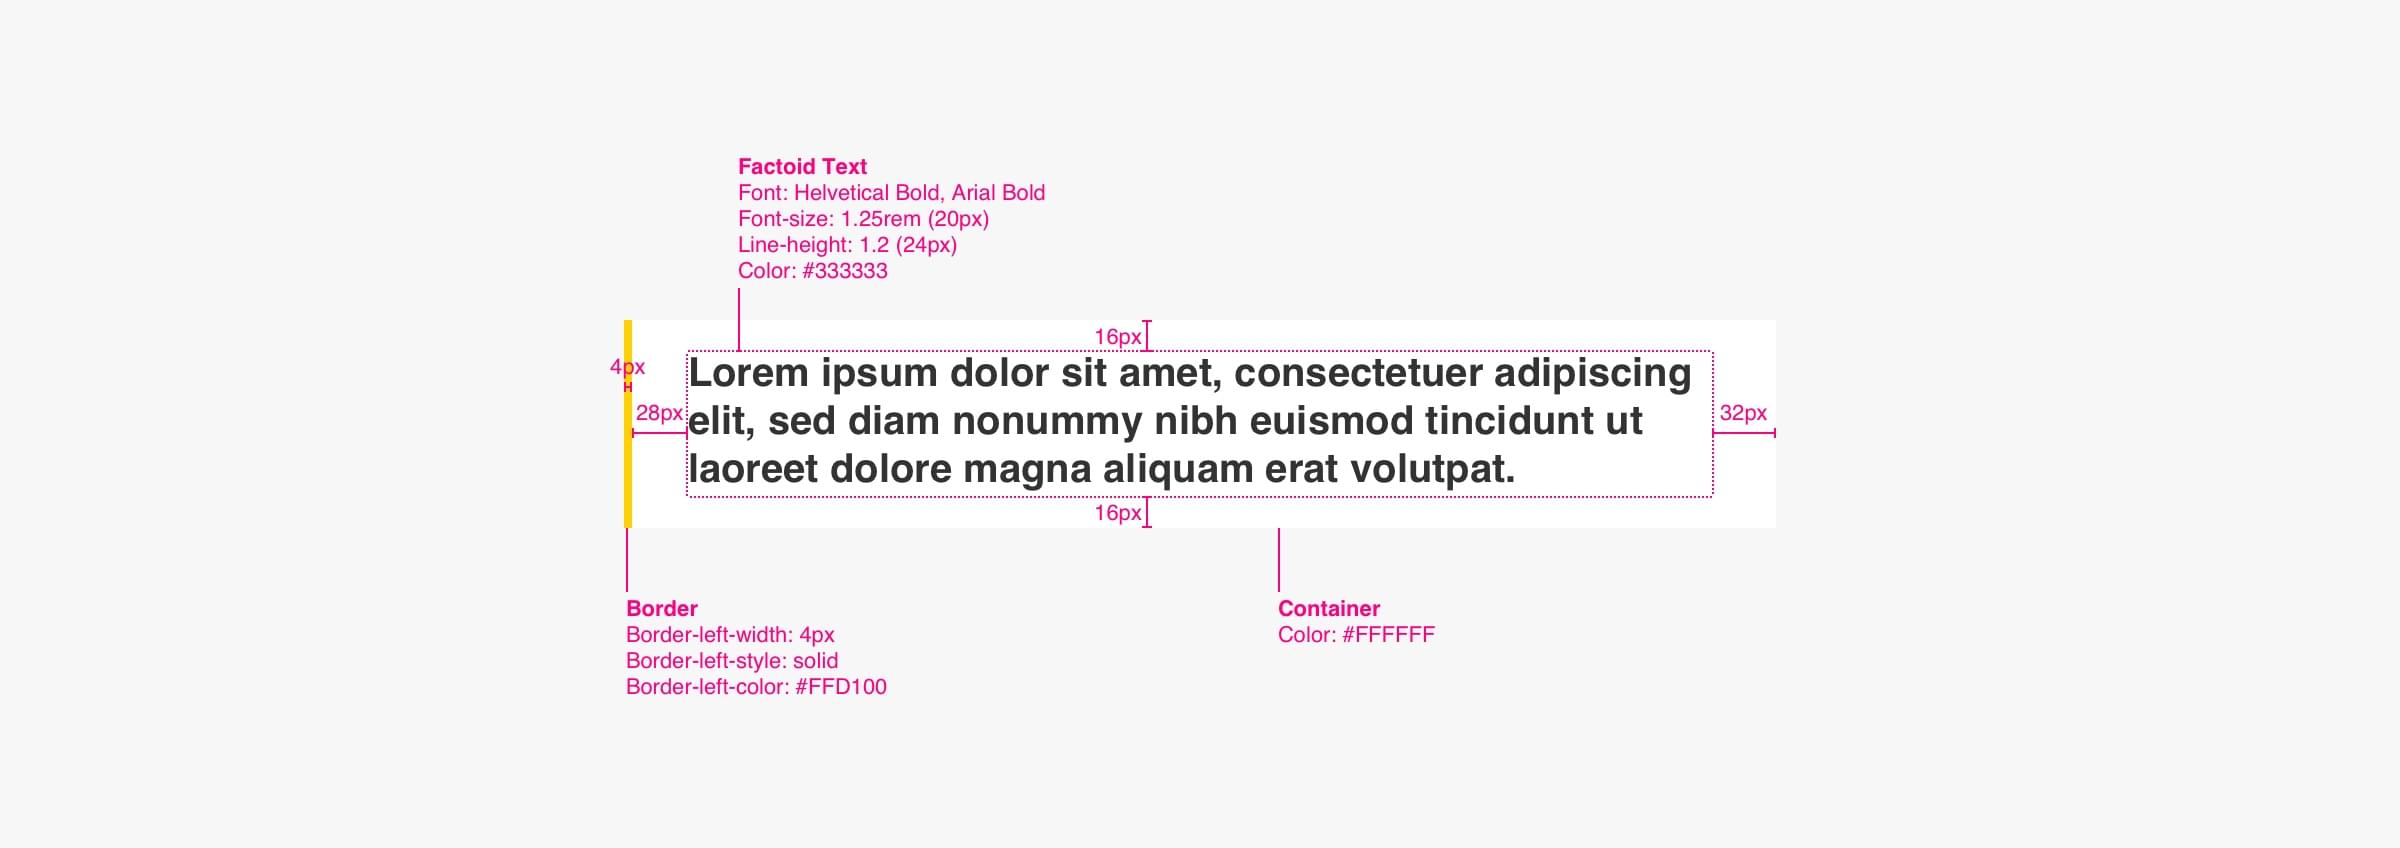 Factoid Text
Font: Helvetical Bold, Arial Bold
Font-size: 1.25rem (20px)
Line-height: 1.2 (24px)
Color: #333333
16px
4px
Lorem ipsum dolor sit amet, consectetuer adipiscing
28px
elit, sed diam nonummy nibh euismod tincidunt ut
32px
laoreet dolore magna aliquam erat volutpat.
16px
Border
Border-left-width: 4px
Border-left-style: solid
Border-left-color: #FFD100
Container
Color: #FFFFFF